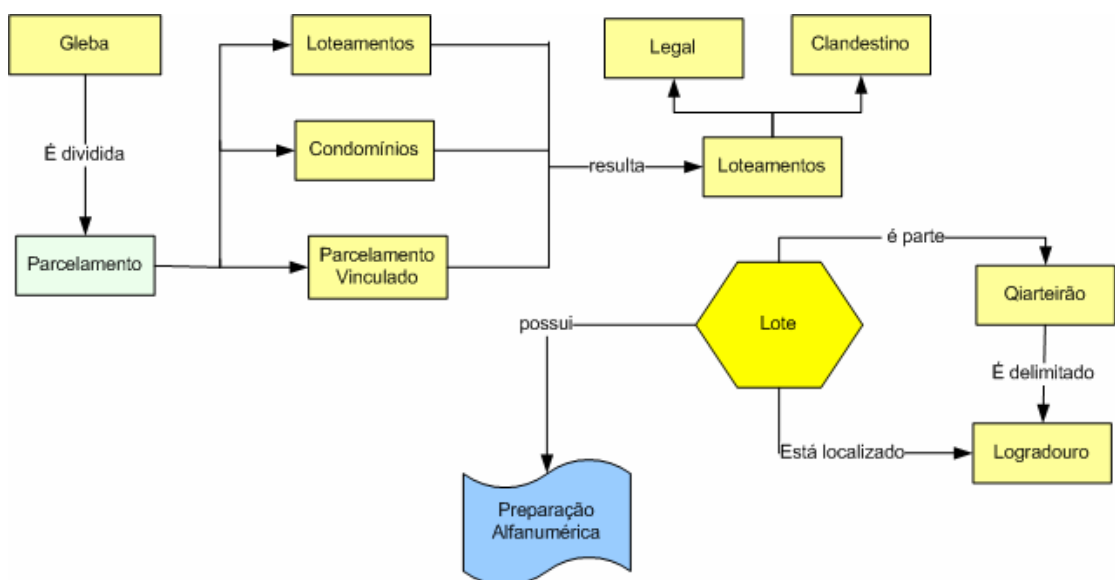 Gleba
Loteamentos
Legal
Clandestino
É dividida
Condomínios
resulta
Loteamentos
Parcelamento
Parcelamento
Vinculado
é parte
Qiarteirão
possui
Lote
É delimitado
Está localizado
Logradouro
Preparação
Alfanumérica